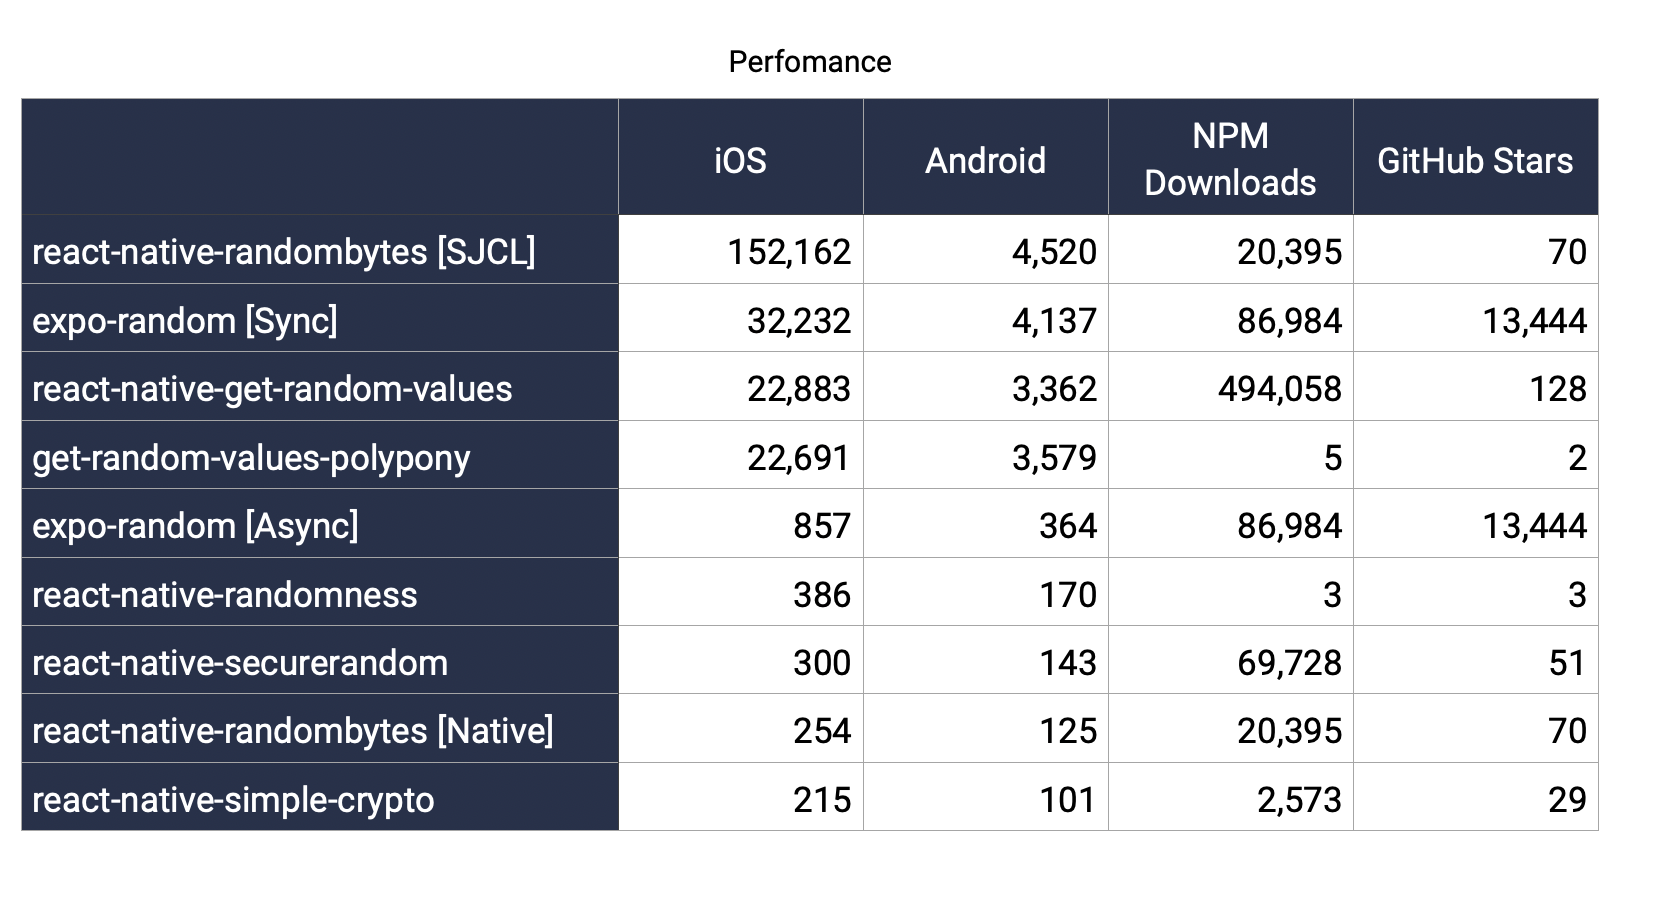 Perfomance
iOS Android NPM Downloads GitHub Stars
react-native-randombytes [SJCL] 152,162 4,520 20,395 70
expo-random [Sync] 32,232 4,137 86,984 13,444
react-native-get-random-values 22,883 3,362 494,058 128
get-random-values-polypony 22,691 3,579 5 2
expo-random [Async] 857 364 86,984 13,444
react-native-randomness 386 170 3 3
react-native-securerandom 300 143 69,728 51
react-native-randombytes [Native] 254 125 20,395 70
react-native-simple-crypto 215 101 2,573 29